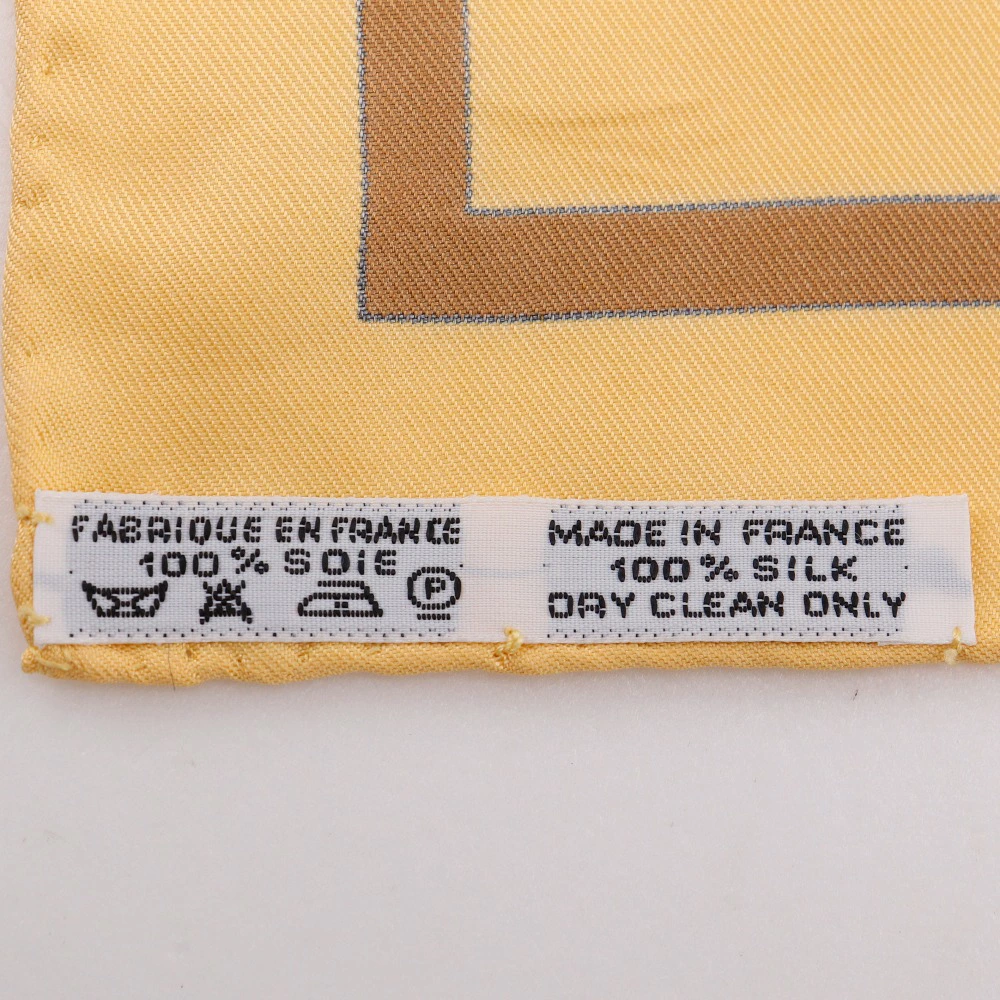 FABRIQUE EN FRANCE
100% SOIE
P
MADE IN FRANCE
100% SILK
DRY CLEAN ONLY